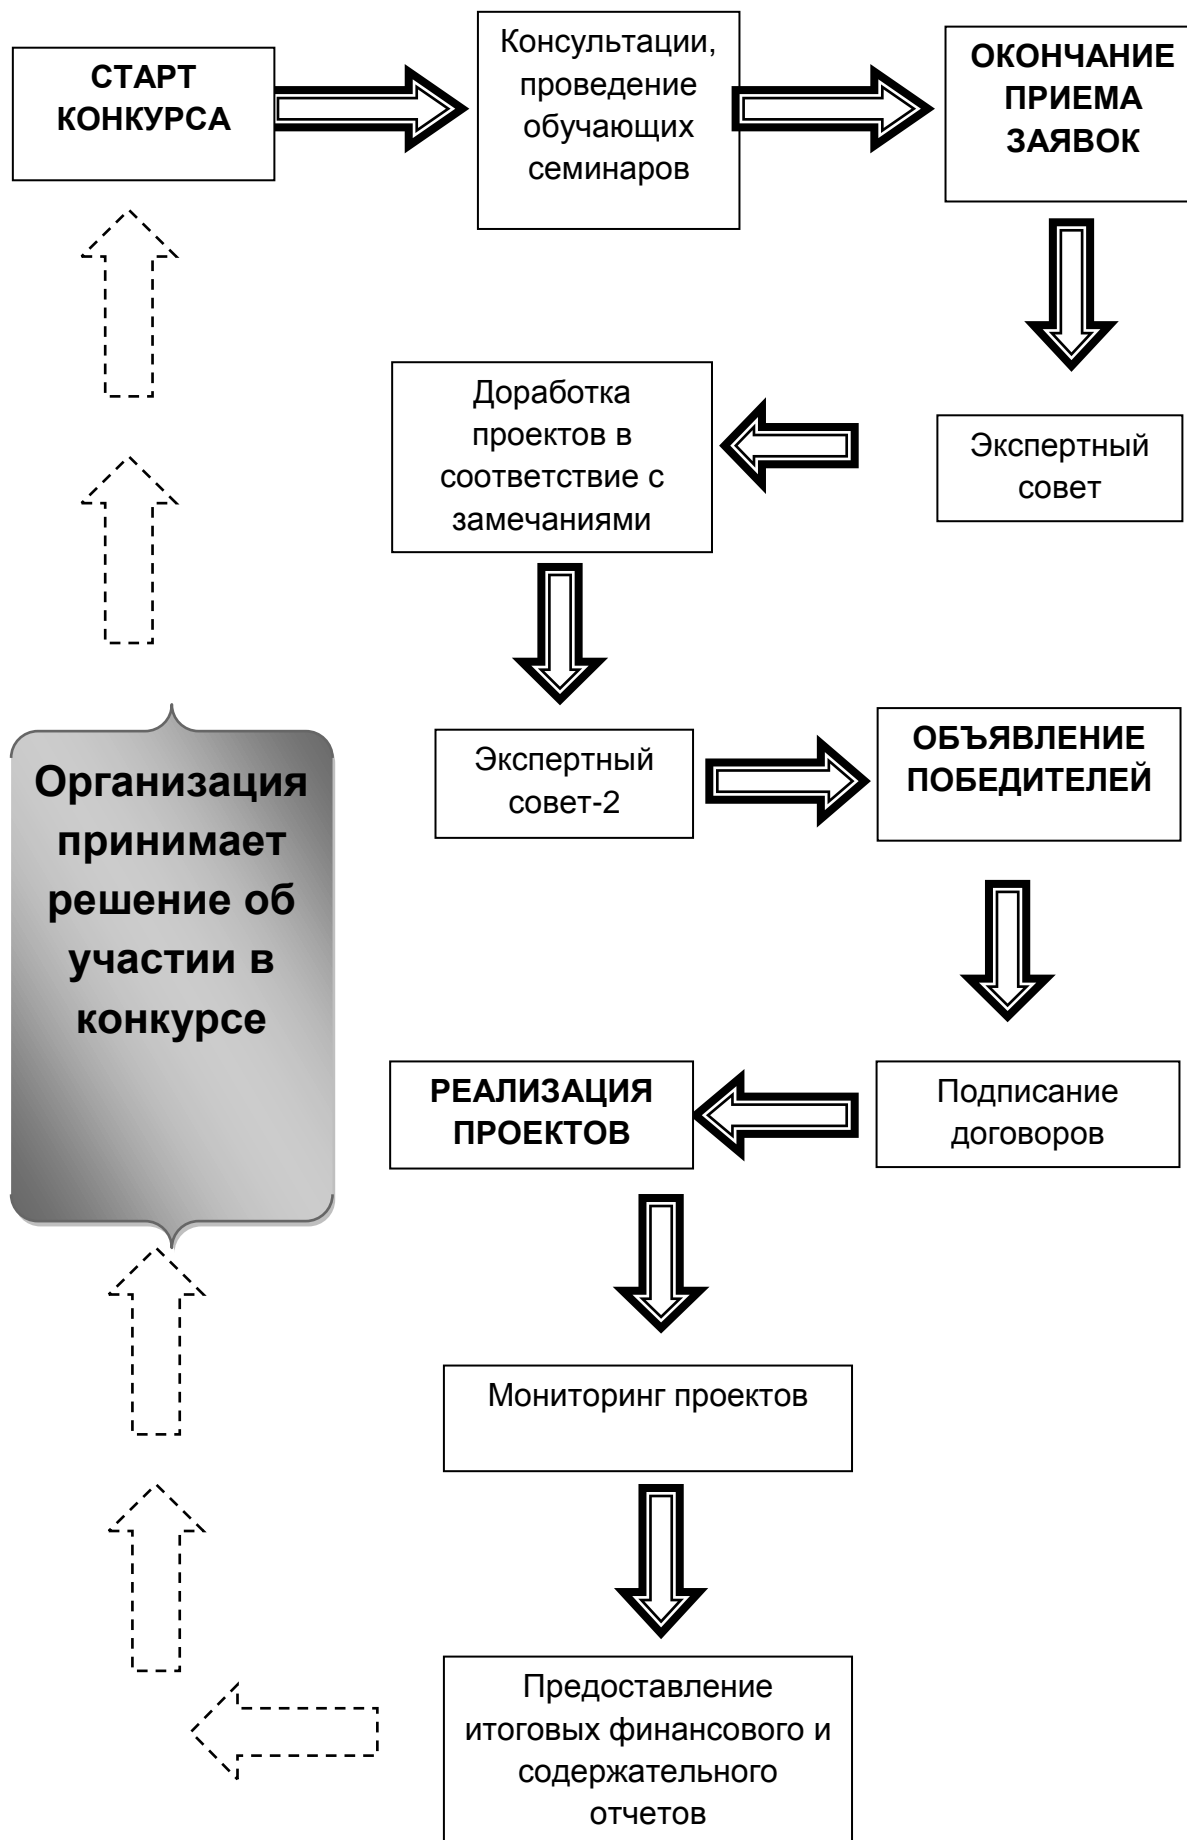 СТАРТ
КОНКУРСА
Консультации,
проведение
обучающих
семинаров
ОКОНЧАНИЕ
ПРИЕМА
ЗАЯВОК
Доработка
проектов в
соответствие с
замечаниями
Экспертный
совет
Экспертный
совет-2
ОБЪЯВЛЕНИЕ
ПОБЕДИТЕЛЕЙ
Организация
принимает
решение об
участии в
конкурсе
РЕАЛИЗАЦИЯ
ПРОЕКТОВ
Подписание
договоров
Мониторинг проектов
Предоставление
итоговых финансового и
содержательного
отчетов